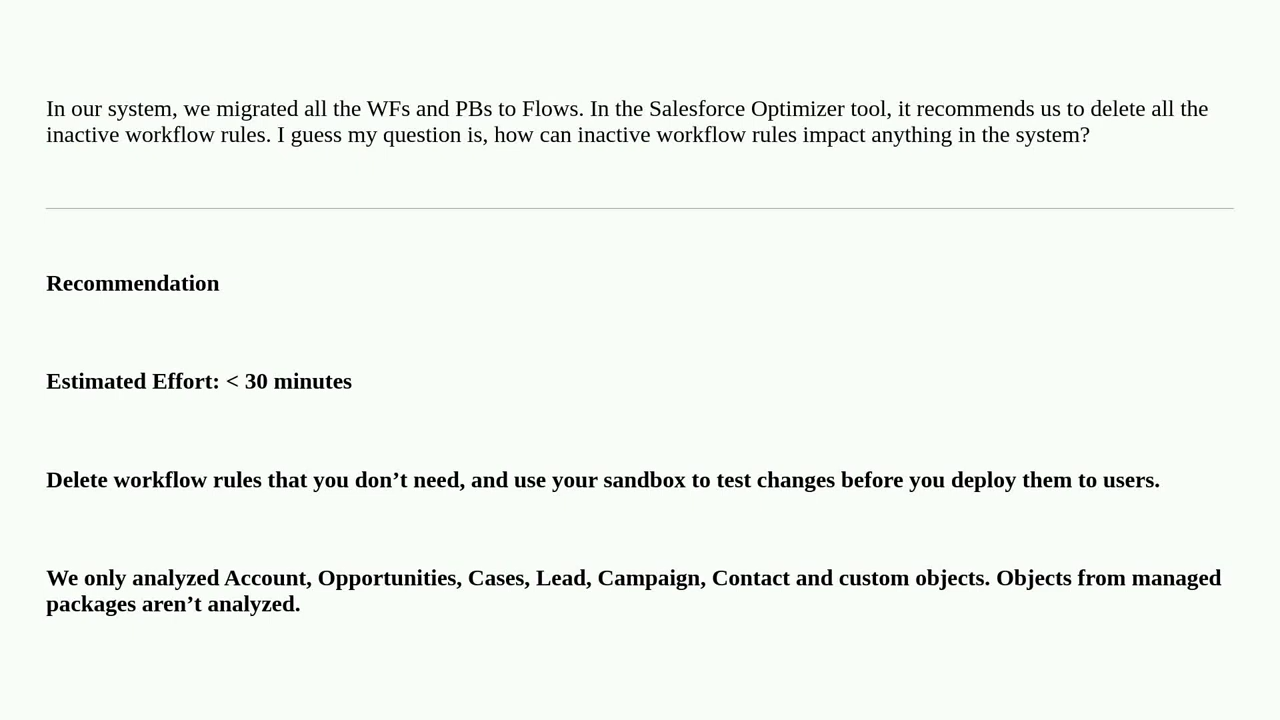 In our system, we migrated all the WFs and PBs to Flows. In the Salesforce Optimizer tool, it recommends us to delete all the
inactive workflow rules. I guess my question is, how can inactive workflow rules impact anything in the system?
Recommendation
Estimated Effort: < 30 minutes
Delete workflow rules that you don’t need, and use your sandbox to test changes before you deploy them to users.
We only analyzed Account, Opportunities, Cases, Lead, Campaign, Contact and custom objects. Objects from managed
packages aren’t analyzed.